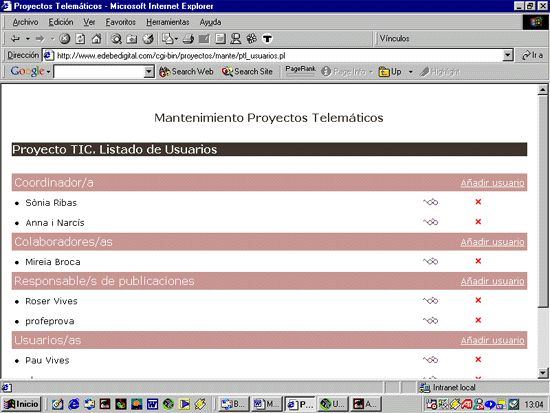 Proyectos Telemáticos - Microsoft Internet Explorer
Archivo Edición Ver Favoritos Herramientas Ayuda
Vínculos
Dirección http://www.edebedigital.com/cgi-bin/proyectos/mante/ptl_usuarios.pl Ir a
Google Search Web Search Site PageRank Page Info Up Highlight
Mantenimiento Proyectos Telemáticos
Proyecto TIC. Listado de Usuarios
Coordinador/a Añadir usuario
Sónia Ribas
Anna i Narcís
Colaboradores/as Añadir usuario
Mireia Broca
Responsable/s de publicaciones Añadir usuario
Roser Vives
profeprova
Usuarios/as Añadir usuario
Pau Vives
Intranet local
Inicio B... M... P... U... A... 13:04